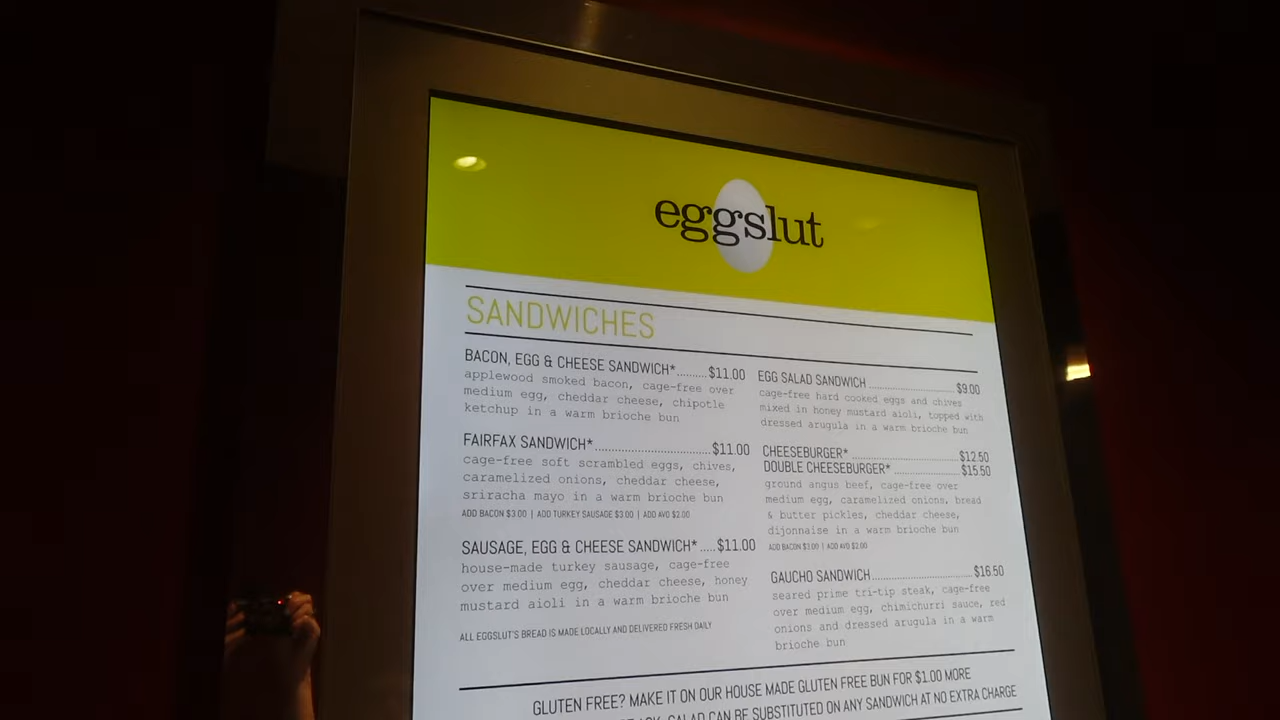 eggslut
SANDWICHES
BACON, EGG & CHEESE SANDWICH*.........$11.00
applewood smoked bacon, cage-free over
medium egg, cheddar cheese, chipotle
ketchup in a warm brioche bun
FAIRFAX SANDWICH*...................................$11.00
cage-free soft scrambled eggs, chives,
caramelized onions, cheddar cheese,
sriracha mayo in a warm brioche bun
ADD BACON $3.00 | ADD TURKEY SAUSAGE $3.00 | ADD AVO $2.00
SAUSAGE, EGG & CHEESE SANDWICH*.....$11.00
house-made turkey sausage, cage-free
over medium egg, cheddar cheese, honey
mustard aioli in a warm brioche bun
ALL EGGSLUT'S BREAD IS MADE LOCALLY AND DELIVERED FRESH DAILY
EGG SALAD SANDWICH..............................$9.00
cage-free hard cooked eggs and chives
mixed in honey mustard aioli, topped with
dressed arugula in a warm brioche bun
CHEESEBURGER*........................................$12.50
DOUBLE CHEESEBURGER*...........................$15.50
ground angus beef, cage-free over
medium egg, caramelized onions, bread
& butter pickles, cheddar cheese,
dijonnaise in a warm brioche bun
ADD BACON $3.00 | ADD AVO $2.00
GAUCHO SANDWICH..................................$16.50
seared prime tri-tip steak, cage-free
over medium egg, chimichurri sauce, red
onions and dressed arugula in a warm
brioche bun
GLUTEN FREE? MAKE IT ON OUR HOUSE MADE GLUTEN FREE BUN FOR $1.00 MORE
SALAD CAN BE SUBSTITUTED ON ANY SANDWICH AT NO EXTRA CHARGE